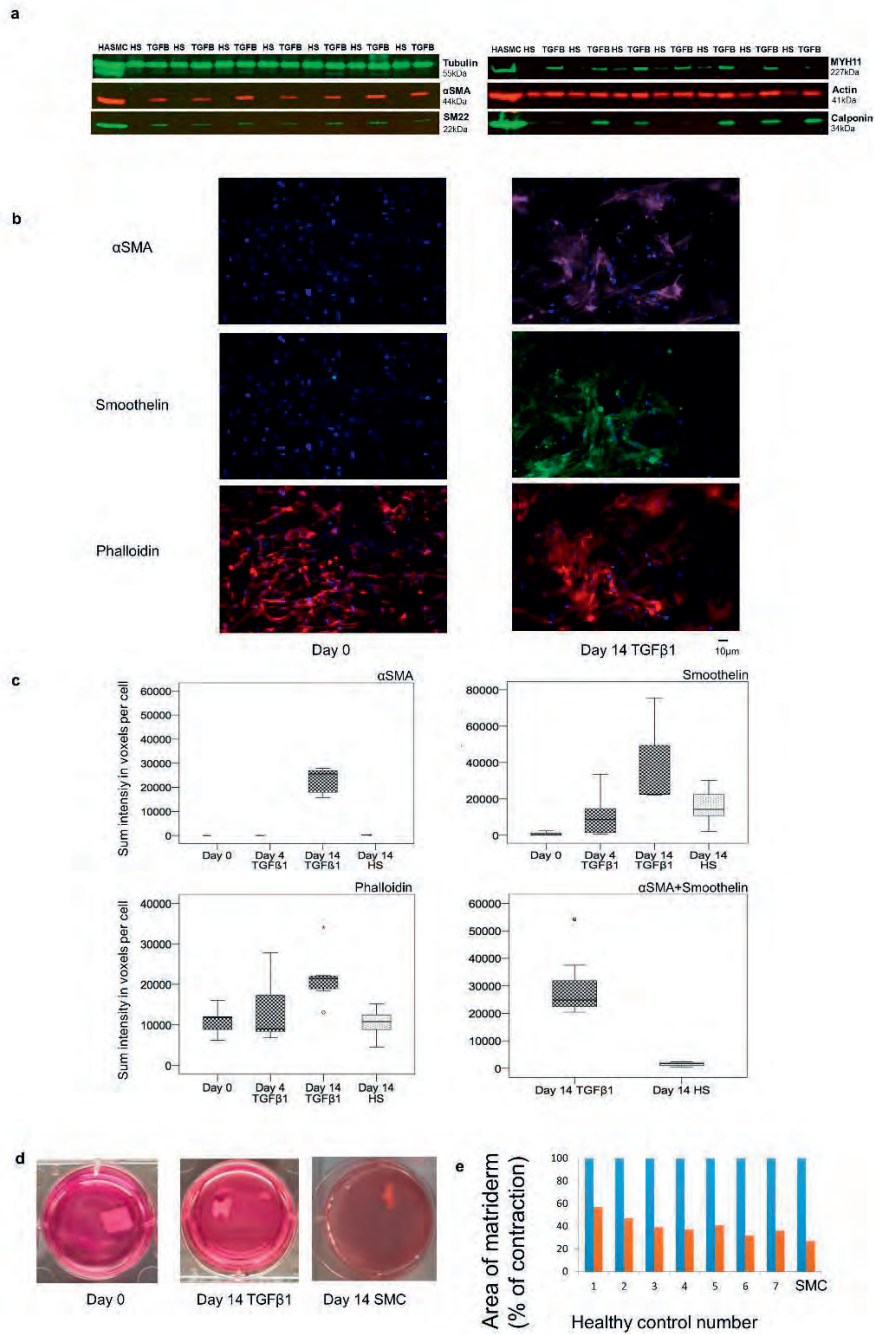 a
HASMC HS TGFB HS TGFB HS TGFB HS TGFB HS TGFB HS TGFB HS TGFB
Tubulin
55kDa
αSMA
44kDa
SM22
22kDa
HASMC HS TGFB HS TGFB HS TGFB HS TGFB HS TGFB HS TGFB HS TGFB
MYH11
227kDa
Actin
41kDa
Calponin
34kDa
b
αSMA
Smoothelin
Phalloidin
Day 0
Day 14 TGFβ1
10µm
c
αSMA
Sum intensiy in voxels per cell
60000
50000
40000
30000
20000
10000
0
Day 0
Day 4 TGFß1
Day 14 TGFß1
Day 14 HS
Smoothelin
80000
60000
40000
20000
0
Day 0
Day 4 TGFß1
Day 14 TGFß1
Day 14 HS
Phalloidin
Sum intensity in voxels per cell
40000
30000
20000
10000
0
Day 0
Day 4 TGFß1
Day 14 TGFß1
Day 14 HS
αSMA+Smoothelin
60000
50000
40000
30000
20000
10000
0
Day 14 TGFß1
Day 14 HS
d
Day 0
Day 14 TGFβ1
Day 14 SMC
e
Area of matriderm
(% of contraction)
100
80
60
40
20
0
1 2 3 4 5 6 7 SMC
Healthy control number